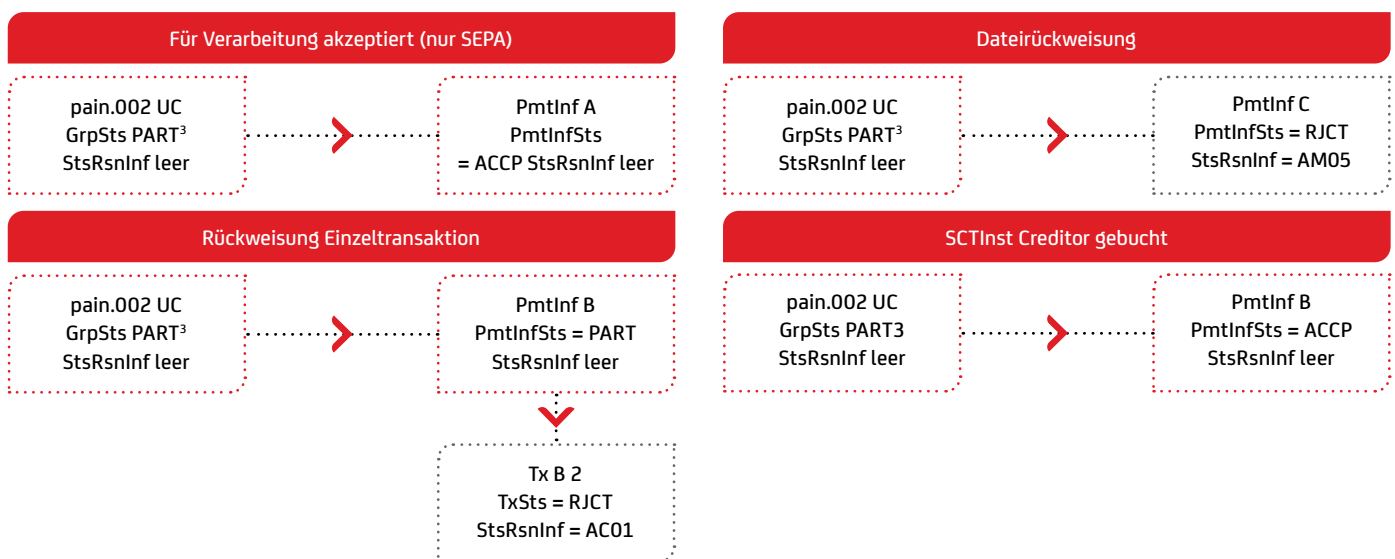 Für Verarbeitung akzeptiert (nur SEPA)
pain.002 UC
GrpSts PART³
StsRsnInf leer
PmtInf A
PmtInfSts
= ACCP StsRsnInf leer
Dateirückweisung
pain.002 UC
GrpSts PART³
StsRsnInf leer
PmtInf C
PmtInfSts = RJCT
StsRsnInf = AM05
Rückweisung Einzeltransaktion
pain.002 UC
GrpSts PART³
StsRsnInf leer
PmtInf B
PmtInfSts = PART
StsRsnInf leer
Tx B 2
TxSts = RJCT
StsRsnInf = AC01
SCTInst Creditor gebucht
pain.002 UC
GrpSts PART3
StsRsnInf leer
PmtInf B
PmtInfSts = ACCP
StsRsnInf leer